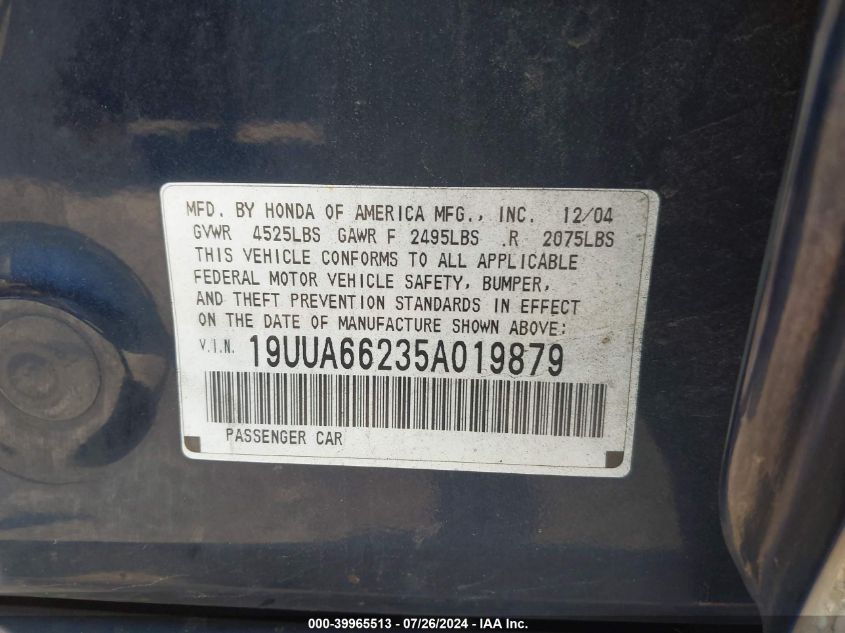 MFD. BY HONDA OF AMERICA MFG., INC. 12/04
GVWR 4525LBS GAWR F 2495LBS .R 2075LBS
THIS VEHICLE CONFORMS TO ALL APPLICABLE
FEDERAL MOTOR VEHICLE SAFETY, BUMPER,
AND THEFT PREVENTION STANDARDS IN EFFECT
ON THE DATE OF MANUFACTURE SHOWN ABOVE:
V.I.N. 19UUA66235A019879
PASSENGER CAR
000-39965513 / 07/26/2024 - IAA Inc.